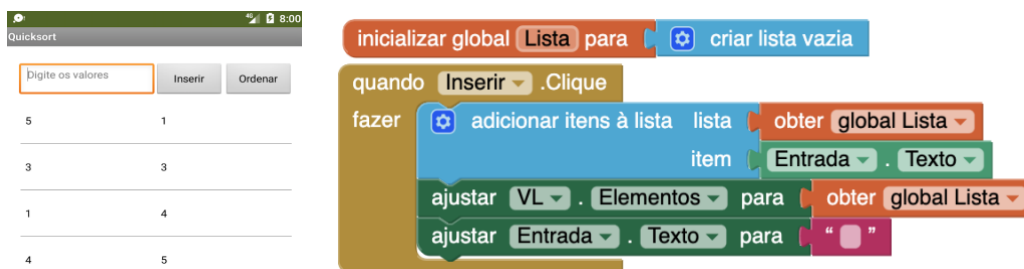 4G 8:00
Quicksort
Digite os valores Inserir Ordenar
5 1
3 3
1 4
4 5
inicializar global Lista para criar lista vazia
quando Inserir .Clique
fazer adicionar itens à lista lista obter global Lista
item Entrada . Texto
ajustar VL . Elementos para obter global Lista
ajustar Entrada . Texto para " "